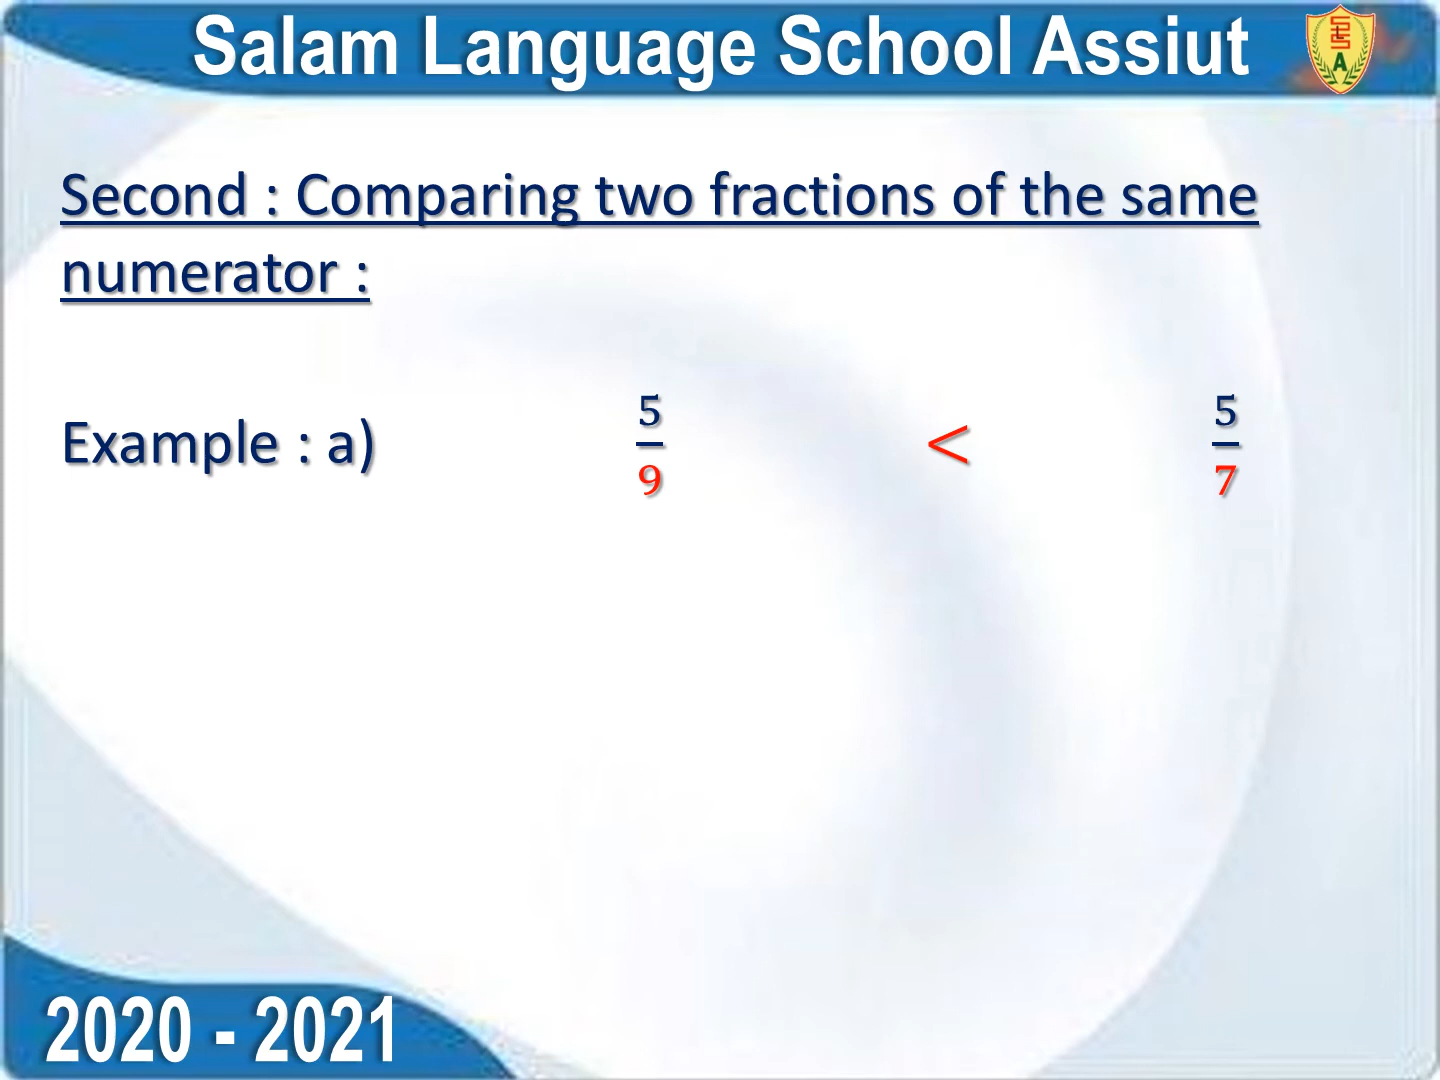 Salam Language School Assiut
Second : Comparing two fractions of the same
numerator :
Example : a) 5/9 < 5/7
2020 - 2021